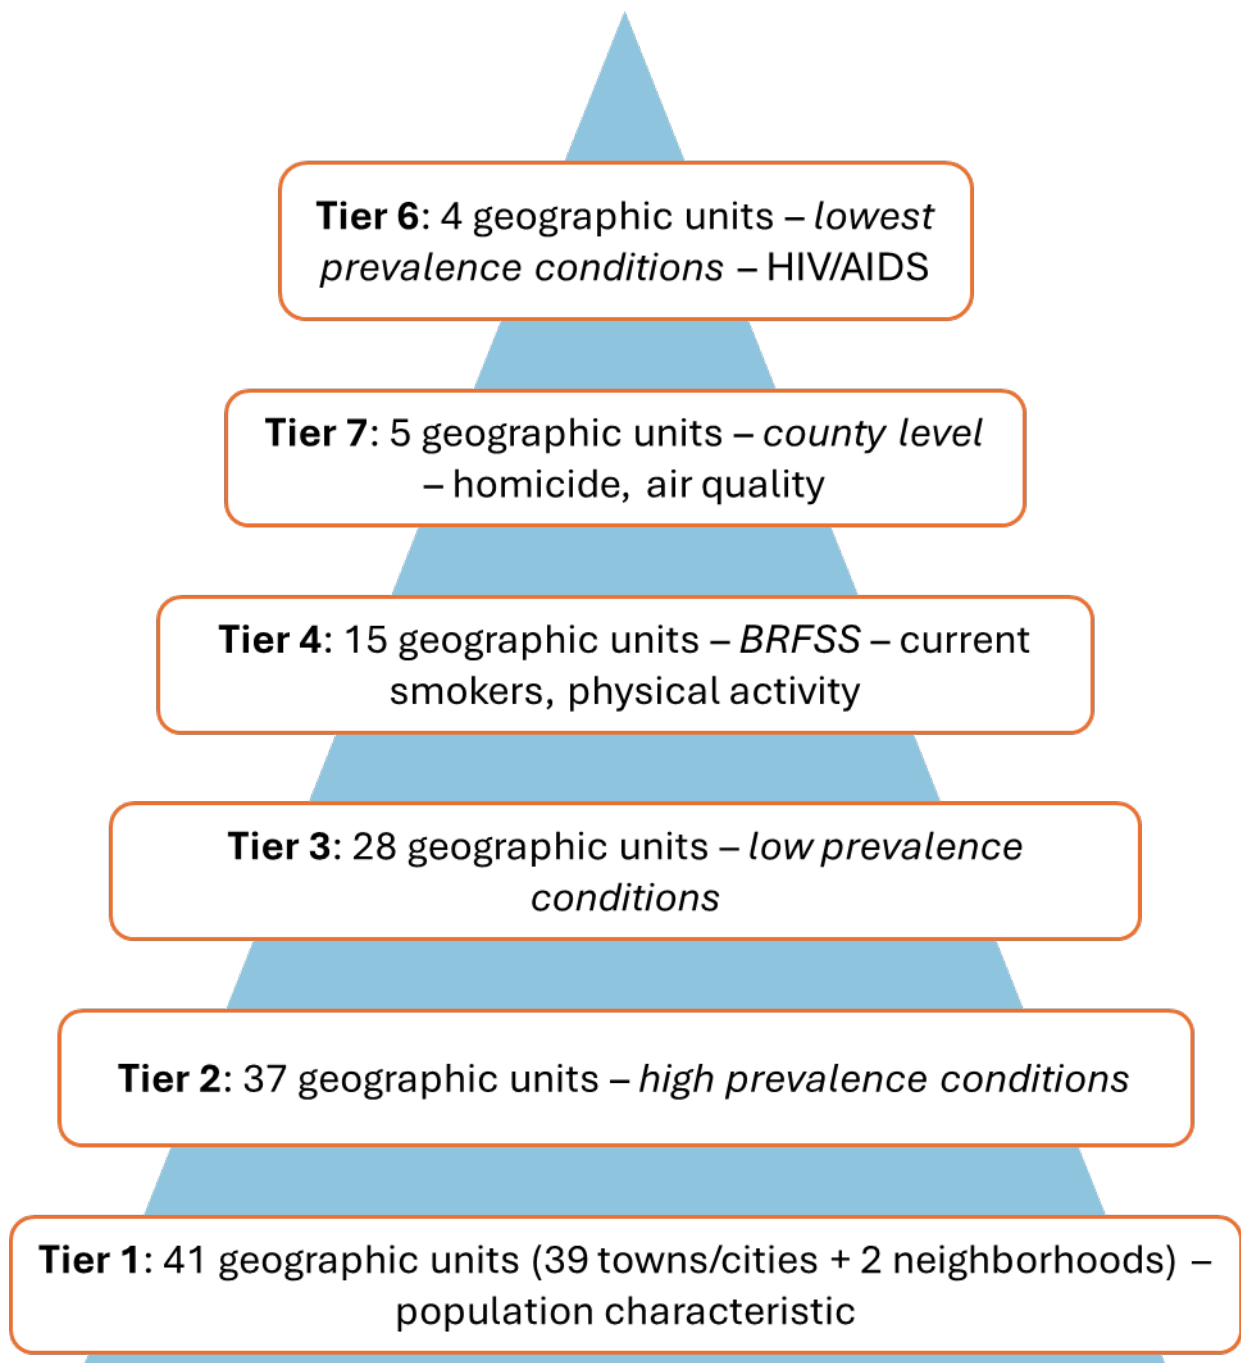 Tier 6: 4 geographic units – lowest
prevalence conditions – HIV/AIDS
Tier 7: 5 geographic units – county level
– homicide, air quality
Tier 4: 15 geographic units – BRFSS – current
smokers, physical activity
Tier 3: 28 geographic units – low prevalence
conditions
Tier 2: 37 geographic units – high prevalence conditions
Tier 1: 41 geographic units (39 towns/cities + 2 neighborhoods) –
population characteristic